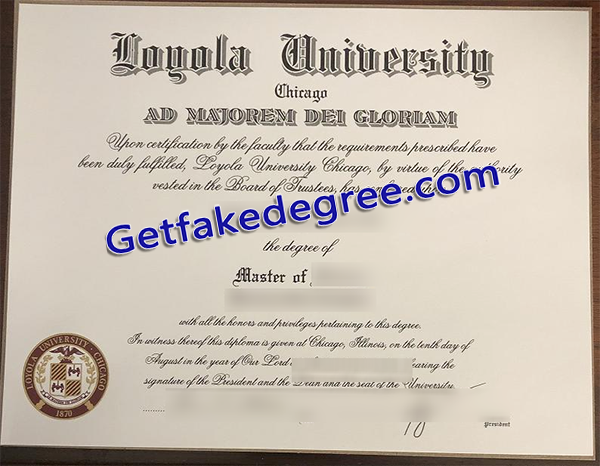 Loyola University
Chicago
AD MAJOREM DEI GLORIAM
Upon certification by the faculty that the requirements prescribed have
been duly fulfilled, Loyola University Chicago, by virtue of the
vested in the Board of Trustees, has
Getfakedegree.com
the degree of
Master of
with all the honors and privileges pertaining to this degree.
In witness thereof this diploma is given at Chicago, Illinois, on the tenth day of
August in the year of Our Lord bearing the
signature of the President and the Dean and the seal of the University.
LOYOLA UNIVERSITY CHICAGO
1870
President